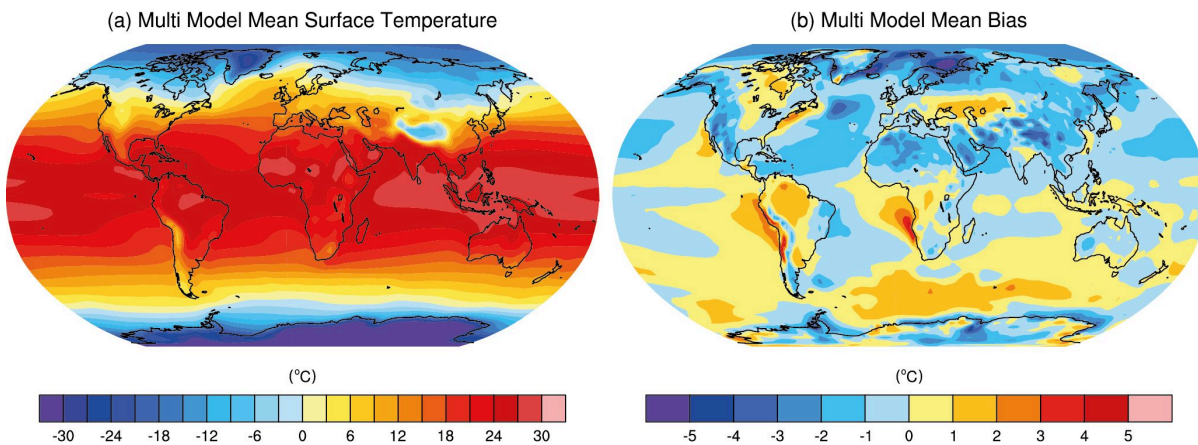 (a) Multi Model Mean Surface Temperature
(b) Multi Model Mean Bias
(°C)
-30 -24 -18 -12 -6 0 6 12 18 24 30
(°C)
-5 -4 -3 -2 -1 0 1 2 3 4 5